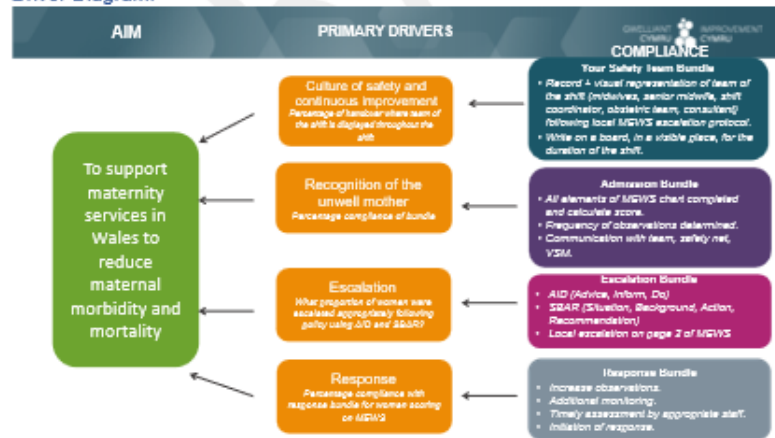 Driver Diagram:
AIM
PRIMARY DRIVERS
GWELLIANT CYMRU
IMPROVEMENT CYMRU
COMPLIANCE
To support
maternity
services in
Wales to
reduce
maternal
morbidity and
mortality
Culture of safety and
continuous improvement
Percentage of handover where team of
the shift is displayed throughout the
shift
Recognition of the
unwell mother
Percentage compliance of bundle
Escalation
What proportion of women were
escalated appropriately following
policy using AID and SBAR?
Response
Percentage compliance with
response bundle for women scoring
on MEWS
Your Safety Team Bundle
• Record + visual representation of team of
the shift (midwives, senior midwife, shift
coordinator, obstetric team, consultant)
following local MEWS escalation protocol.
• Write on a board, in a visible place, for the
duration of the shift.
Admission Bundle
• All elements of MEWS chart completed
and calculate score.
• Frequency of observations determined.
• Communication with team, safety net,
VSM.
Escalation Bundle
• AID (Advice, Inform, Do)
• SBAR (Situation, Background, Action,
Recommendation)
• Local escalation on page 2 of MEWS
Response Bundle
• Increase observations.
• Additional monitoring.
• Timely assessment by appropriate staff.
• Initiation of response.